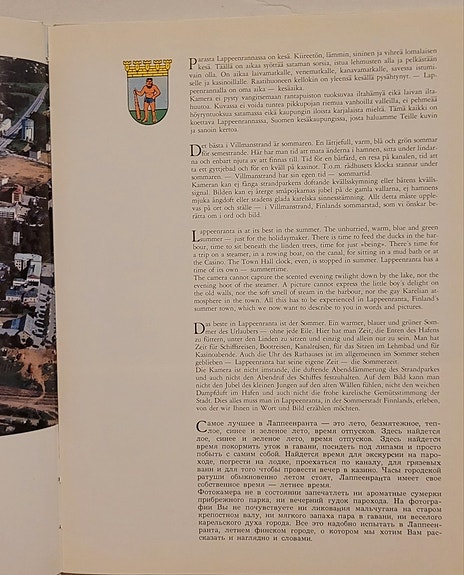 Parasta Lappeenrannassa on kesä. Kiireetön, lämmin, sininen ja vihreä lomalaisen
kesä. Täällä on aikaa syöttää sataman sorsia, istua lehmusten alla ja pelkästään
vain olla. On aikaa laivamatkalle, venematkalle, kanavamatkalle, savessa istumi-
selle ja kasinoillalle. Raatihuoneen kellokin on yleensä kesällä pysähtynyt. — Lap-
peenrannalla on oma aika — kesäaika.
Kamera ei pysty vangitsemaan rantapuiston tuoksuvaa iltahämyä eikä laivan ilta-
huutoa. Kuvassa ei voida tuntea pikkupojan riemua vanhoilla valleilla, ei pehmeää
höyryntuoksua satamassa eikä kaupungin iloista karjalaista mieltä. Tämä kaikki on
koettava Lappeenrannassa, Suomen kesäkaupungissa, josta haluamme Teille kuvin
ja sanoin kertoa.
Det bästa i Villmanstrand är sommaren. En lättjefull, varm, blå och grön sommar
för semestrande. Här har man tid att mata änderna i hamnen, sitta under lindar-
na och enbart njuta av att finnas till. Tid för en båtfärd, en resa på kanalen, tid att
ta ett gyttjebad och för en kväll på kasinot. T.o.m. rådhusets klocka stannar under
sommaren. — Villmanstrand har sin egen tid — sommartid.
Kameran kan ej fånga strandparkens doftande kvällsskymning eller båtens kvälls-
signal. Bilden kan ej återge småpojkarnas jubel på de gamla vallarna, ej hamnens
mjuka ångdoft eller stadens glada karelska sinnesstämning. Allt detta måste upple-
vas på ort och ställe — i Villmanstrand, Finlands sommarstad, som vi önskar be-
rätta om i ord och bild.
Lappeenranta is at its best in the summer. The unhurried, warm, blue and green
summer — just for the holidaymaker. There is time to feed the ducks in the har-
bour, time to sit beneath the linden trees, time for just »being». There's time for
a trip on a steamer, in a rowing boat, on the canal, for sitting in a mud bath or at
the Casino. The Town Hall clock, even, is stopped in summer. Lappeenranta has a
time of its own — summertime.
The camera cannot capture the scented evening twilight down by the lake, nor the
evening hoot of the steamer. A picture cannot express the little boy's delight on
the old walls, nor the soft smell of steam in the harbour, nor the gay Karelian at-
mosphere in the town. All this has to be experienced in Lappeenranta, Finland's
summer town, which we now want to describe to you in words and pictures.
Das beste in Lappeenranta ist der Sommer. Ein warmer, blauer und grüner Som-
mer des Urlaubers — ohne jede Eile. Hier hat man Zeit, die Enten des Hafens
zu füttern, unter den Linden zu sitzen und einzig und allein nur zu sein. Man hat
Zeit für Schiffreisen, Bootreisen, Kanalreisen, für das Sitzen im Lehmbad und für
Kasinoabende. Auch die Uhr des Rathauses ist im allgemeinen im Sommer stehen
geblieben — Lappeenranta hat seine eigene Zeit — die Sommerzeit.
Die Kamera ist nicht imstande, die duftende Abenddämmerung des Strandparkes
und auch nicht den Abendruf des Schiffes festzuhalten. Auf dem Bild kann man
nicht den Jubel des kleinen Jungen auf den alten Wällen fühlen, nicht den weichen
Dampfduft im Hafen und auch nicht die frohe karelische Gemütsstimmung der
Stadt. Dies alles muss man in Lappeenranta, in der Sommerstadt Finnlands, erleben,
von der wir Ihnen in Wort und Bild erzählen möchten.
Самое лучшее в Лаппеенранта — это лето, безмятежное, теп-
лое, синее и зеленое лето, время отпусков. Здесь найдется
лое, синее и зеленое лето, время отпусков. Здесь найдется
время покормить уток в гавани, посидеть под липами и просто
побыть с самим собой. Найдется время для экскурсии на паро-
ходе, погрести на лодке, проехаться по каналу, для грязевых
ванн и для того чтобы провести вечер в казино. Часы городской
ратуши обыкновенно летом стоят, Лаппеенранта имеет свое
собственное время — летнее время.
Фотокамера не в состоянии запечатлеть ни ароматные сумерки
прибрежного парка, ни вечерний гудок парохода. На фотогра-
фии Вы не почувствуете ни ликования мальчугана на старом
крепостном валу, ни мягкого запаха пара в гавани, ни веселого
карельского духа города. Все это надобно испытать в Лаппеен-
ранта, летнем финском городе, о котором мы хотим Вам рас-
сказать и наглядно и словами.